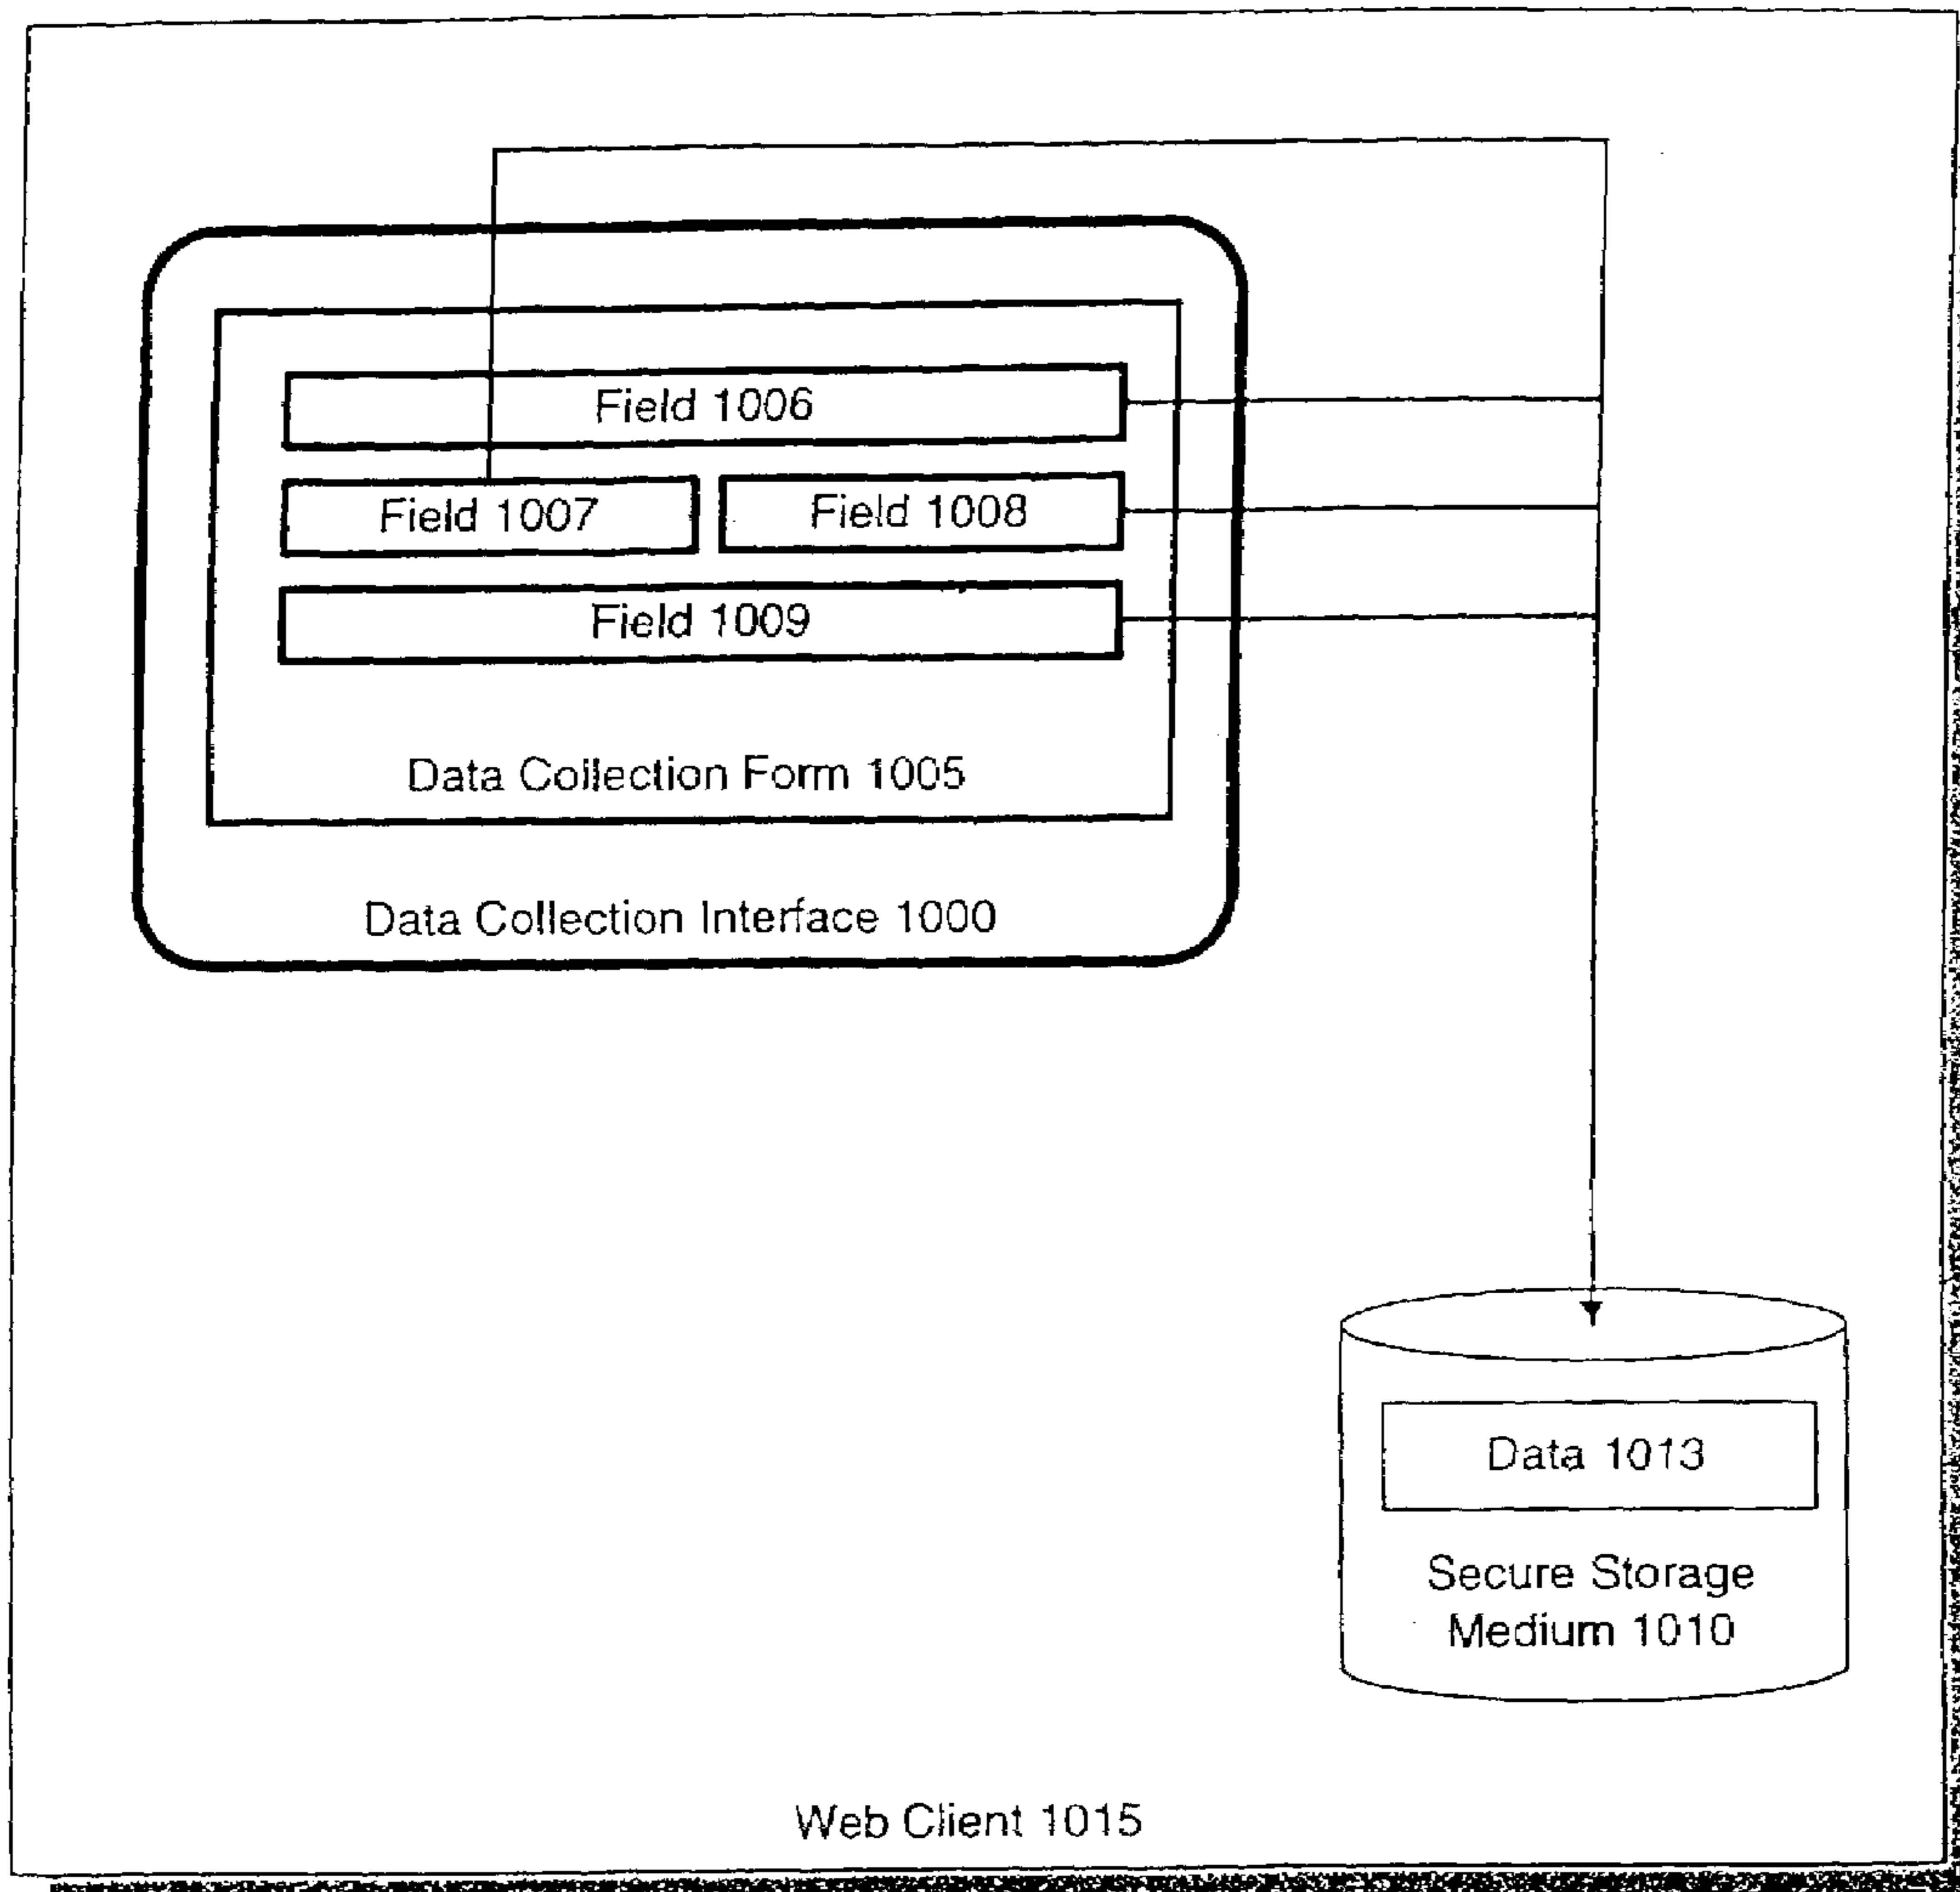 Field 1006
Field 1007
Field 1008
Field 1009
Data Collection Form 1005
Data Collection Interface 1000
Data 1013
Secure Storage
Medium 1010
Web Client 1015